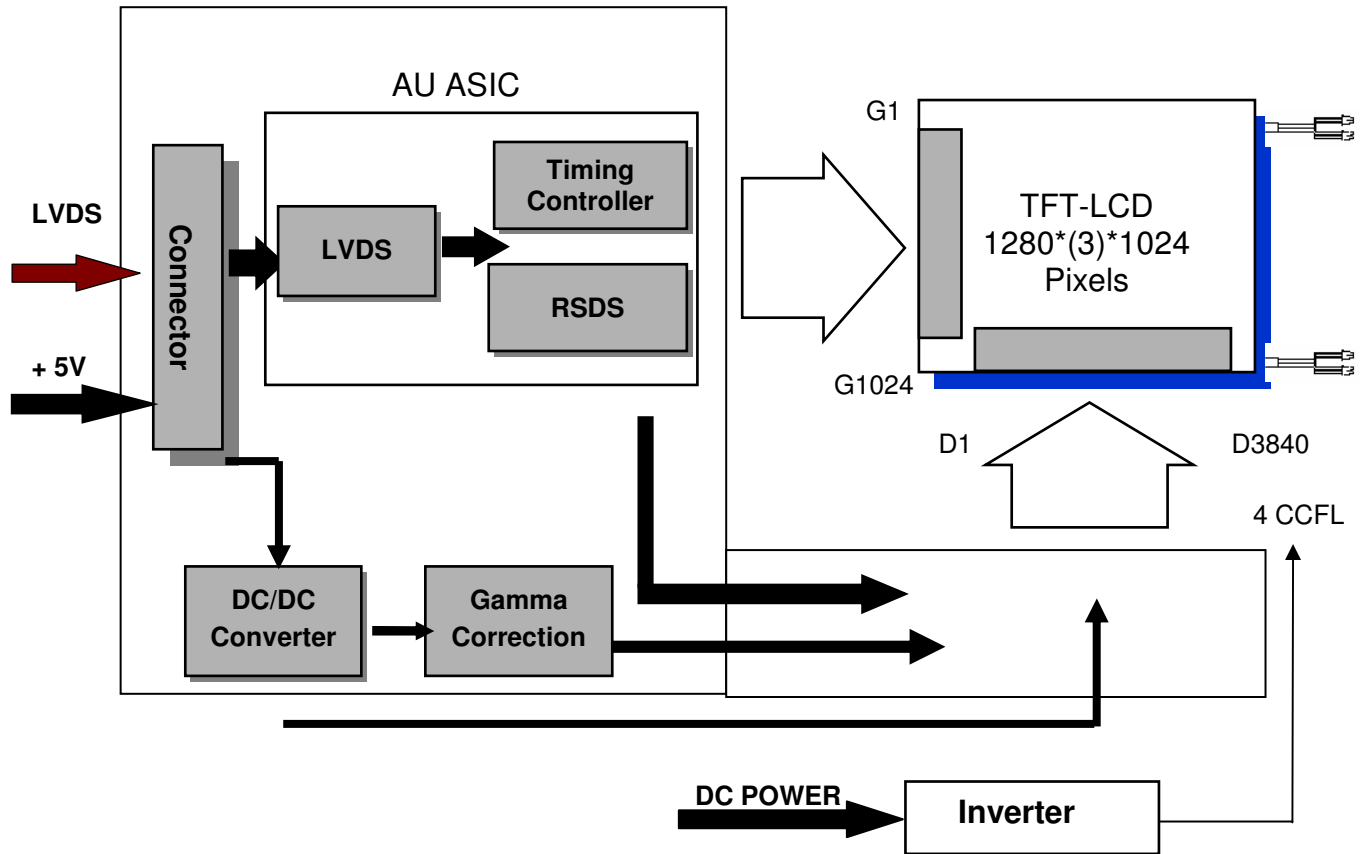 AU ASIC
G1
Timing
Controller
TFT-LCD
1280*(3)*1024
Pixels
LVDS
Connector
LVDS
RSDS
+ 5V
G1024
D1
D3840
4 CCFL
DC/DC
Converter
Gamma
Correction
DC POWER
Inverter